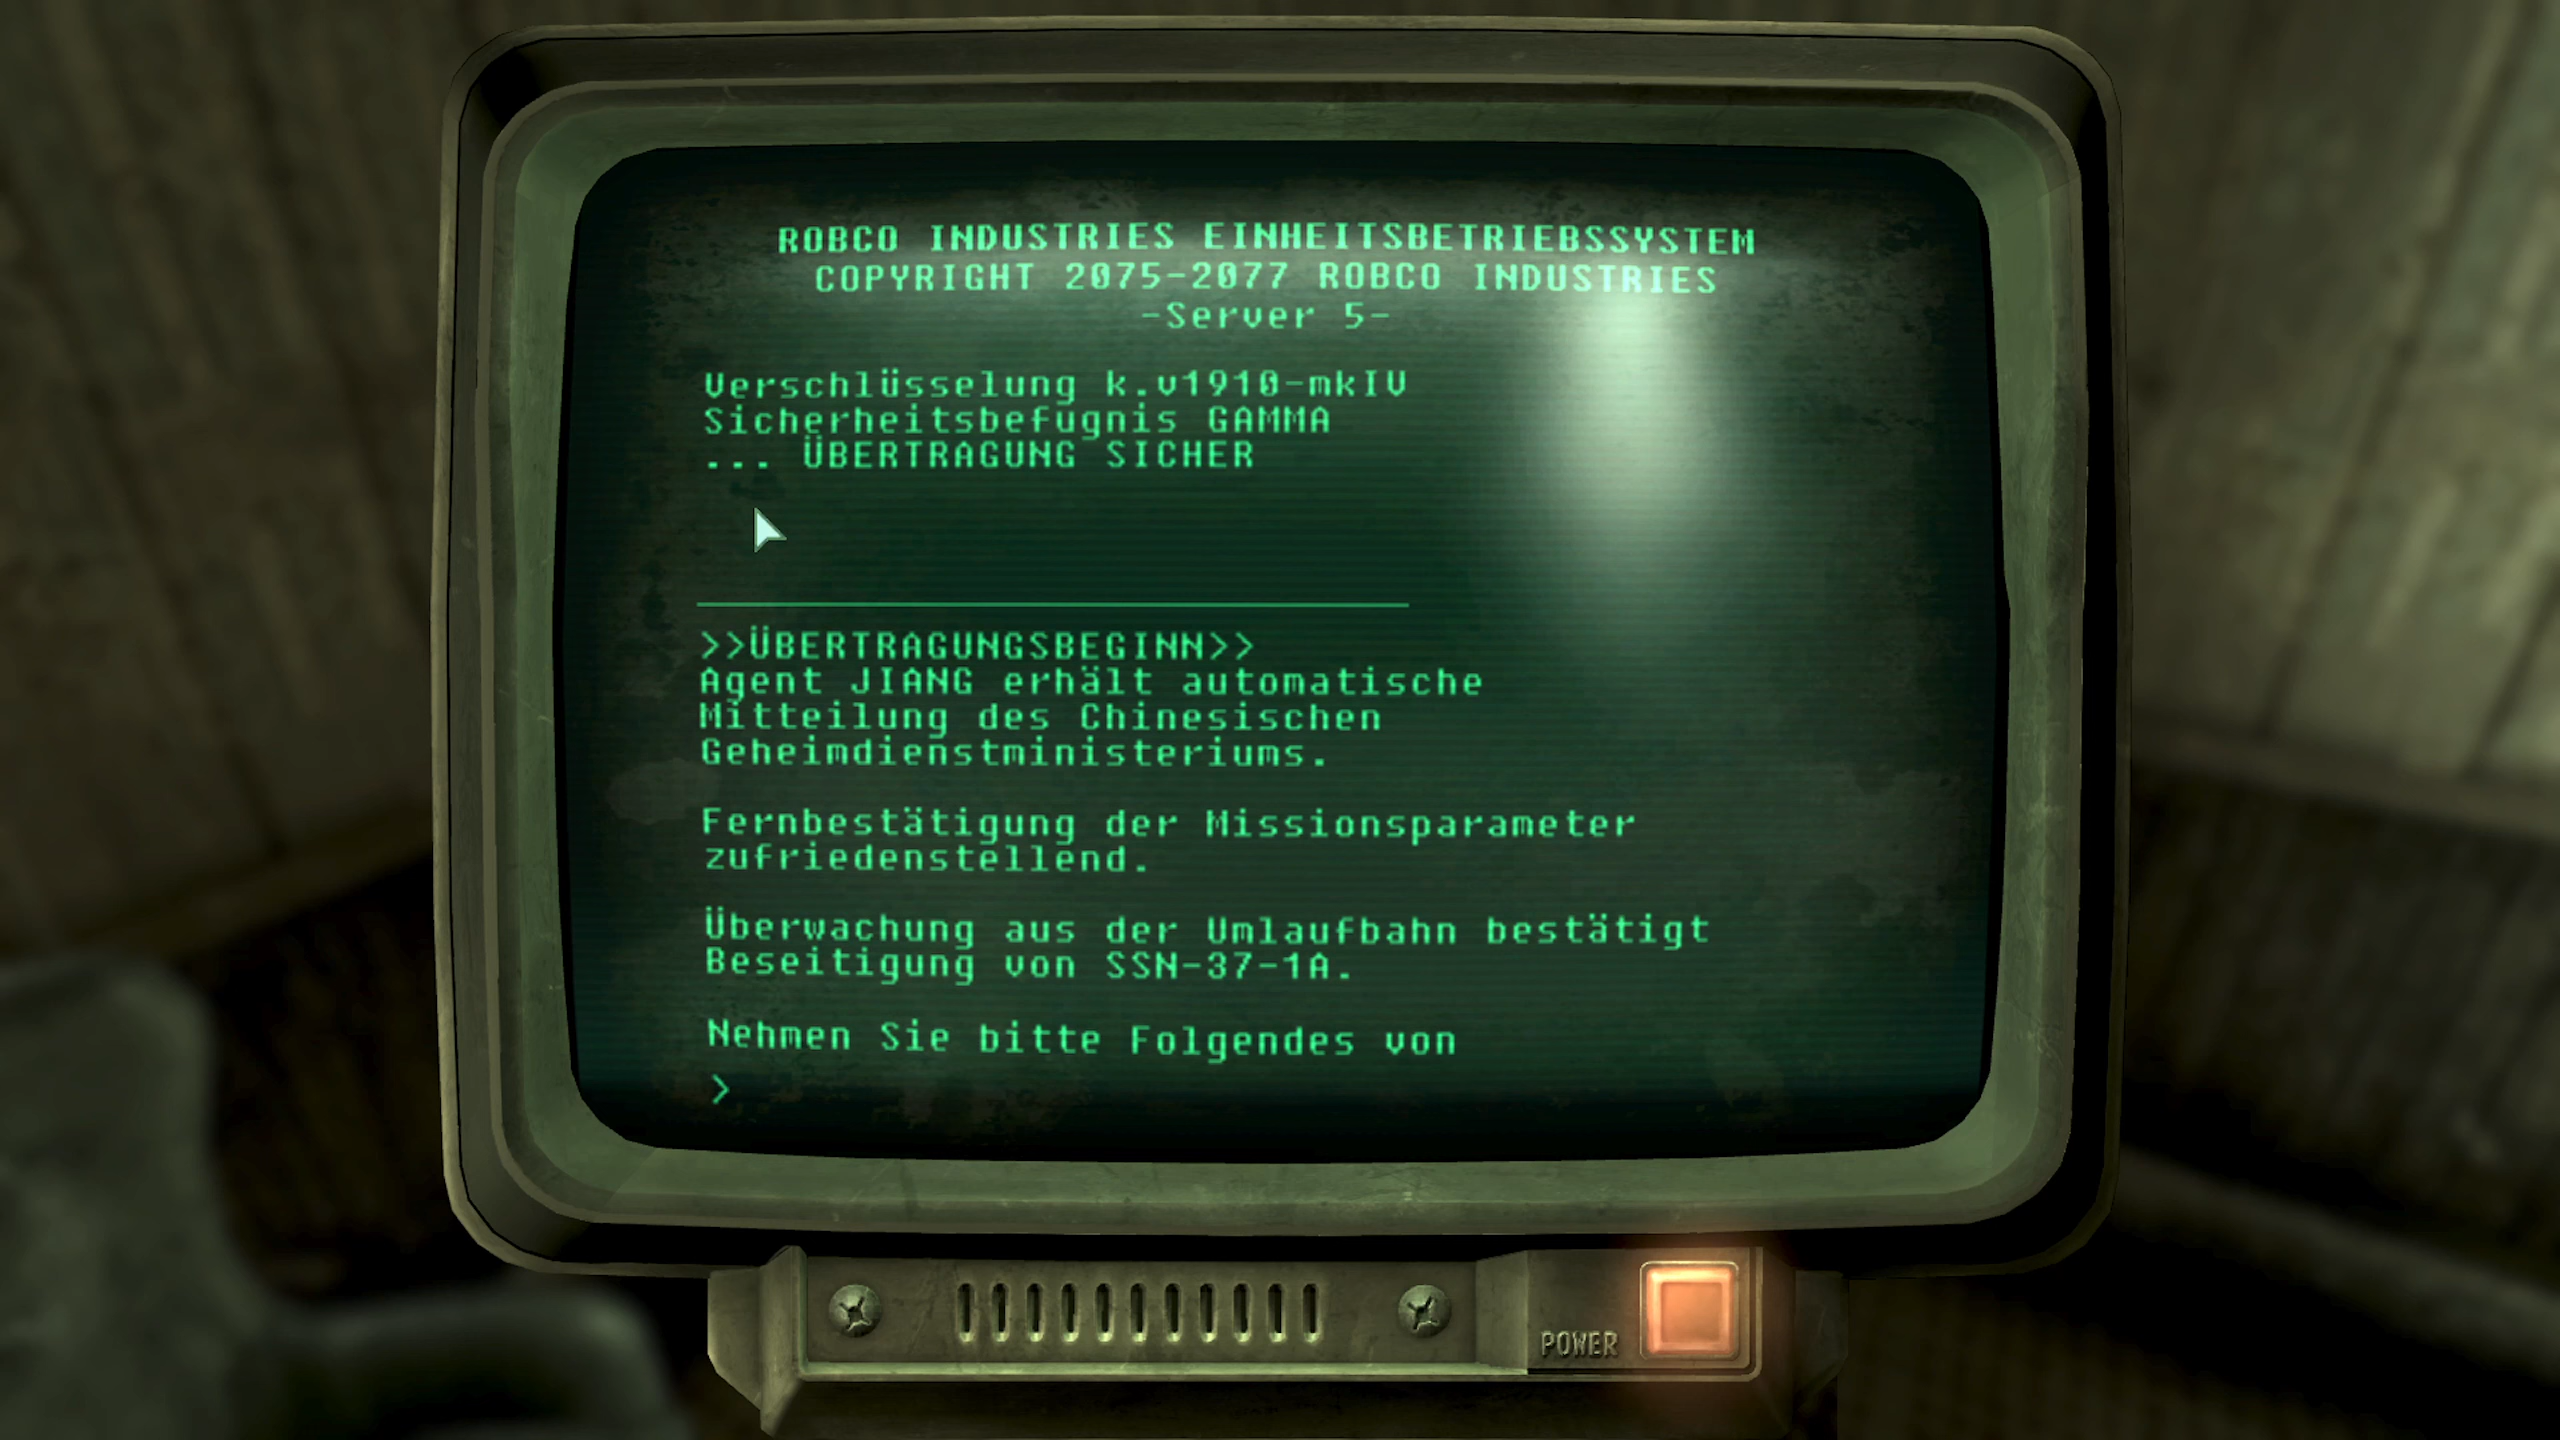 ROBCO INDUSTRIES EINHEITSBETRIEBSSYSTEM
COPYRIGHT 2075-2077 ROBCO INDUSTRIES
-Server 5-
Verschlüsselung k.v1910-mkIV
Sicherheitsbefugnis GAMMA
... ÜBERTRAGUNG SICHER
>>ÜBERTRAGUNGSBEGINN>>
Agent JIANG erhält automatische
Mitteilung des Chinesischen
Geheimdienstministeriums.
Fernbestätigung der Missionsparameter
zufriedenstellend.
Überwachung aus der Umlaufbahn bestätigt
Beseitigung von SSN-37-1A.
Nehmen Sie bitte Folgendes von
>
POWER